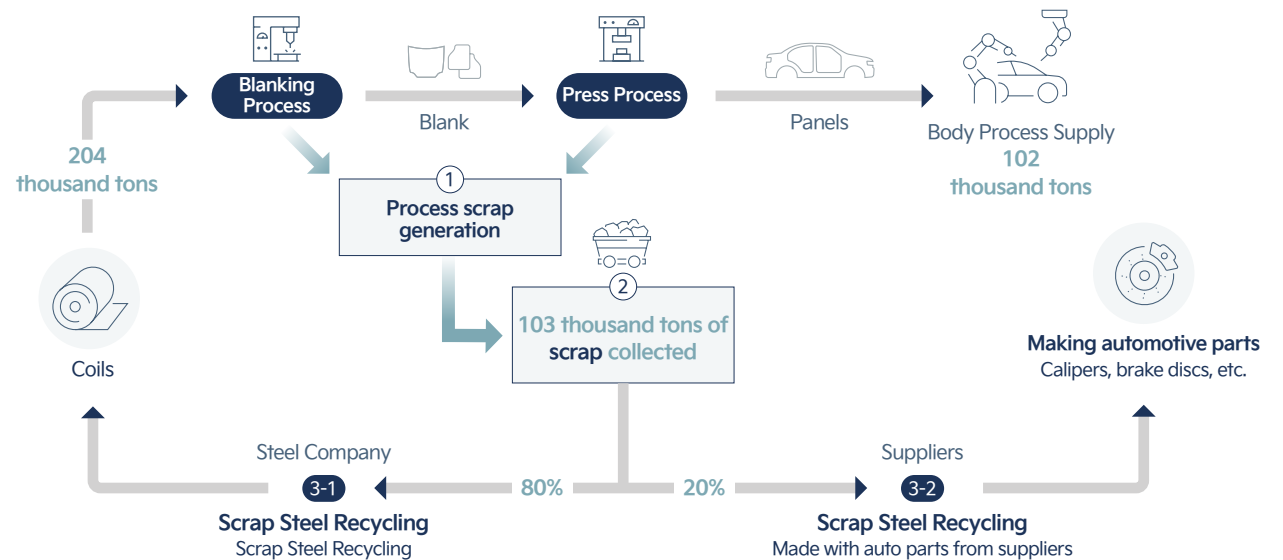 Blanking
Process
Blank
Press Process
Panels
Body Process Supply
102
thousand tons
204
thousand tons
1
Process scrap
generation
2
103 thousand tons of
scrap collected
Coils
Making automotive parts
Calipers, brake discs, etc.
Steel Company
3-1
80%
20%
Suppliers
3-2
Scrap Steel Recycling
Scrap Steel Recycling
Scrap Steel Recycling
Made with auto parts from suppliers